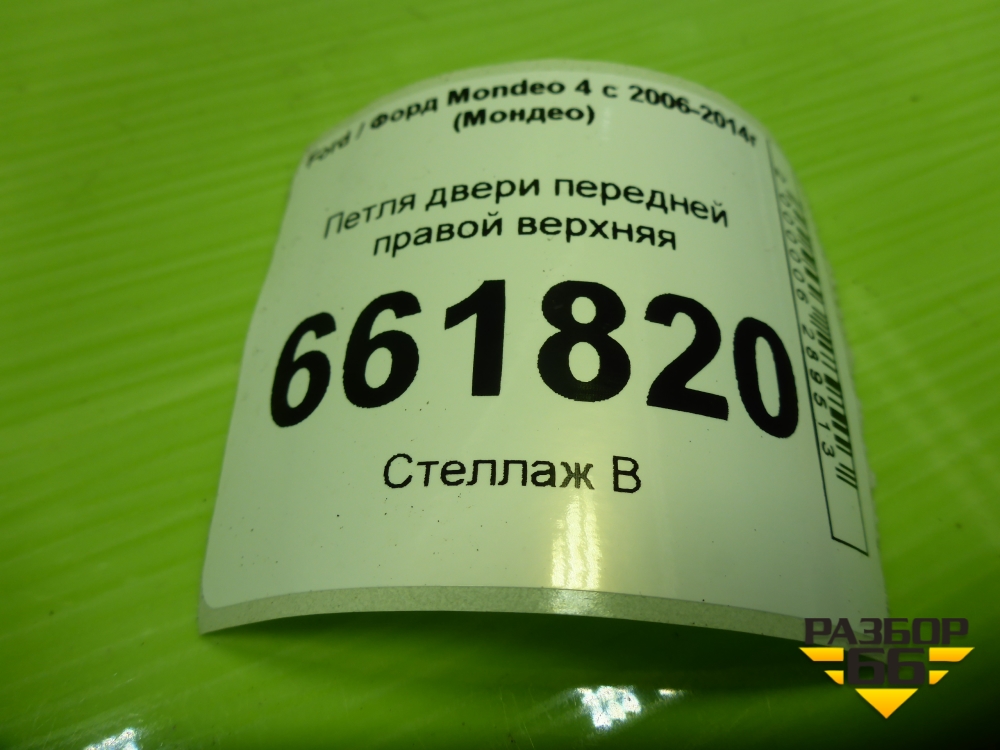 Ford / Форд Mondeo 4 с 2006-2014г
(Мондео)
Петля двери передней
правой верхняя
661820
Стеллаж В
РАЗБОР
66